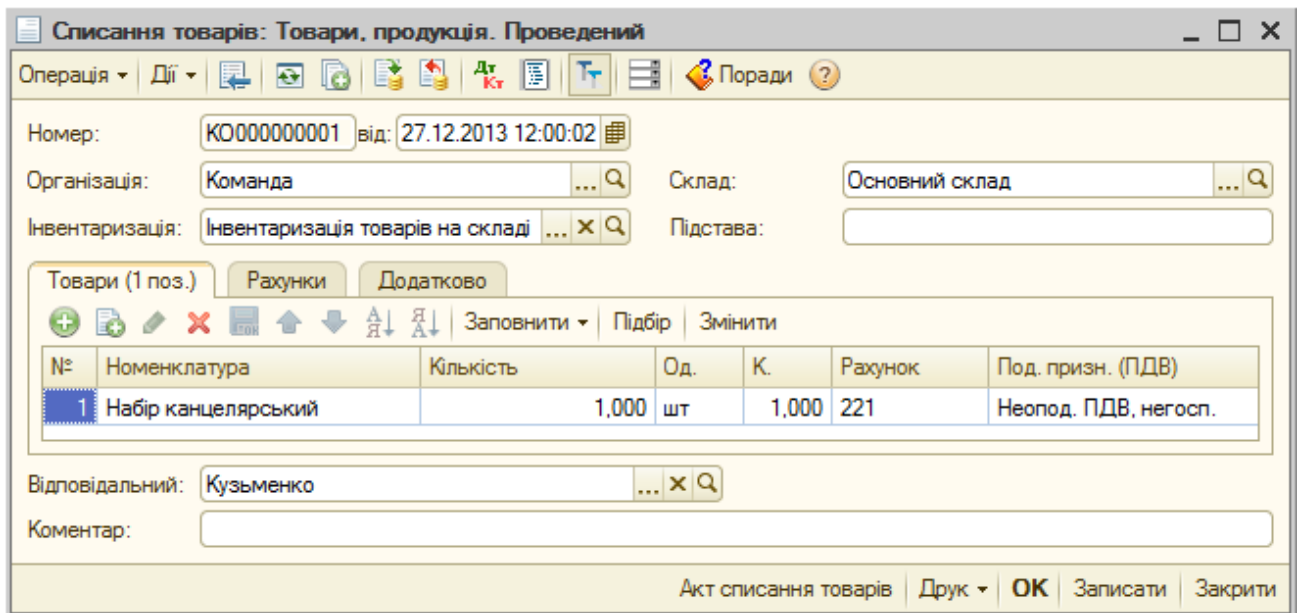 Списання товарів: Товари, продукція. Проведений
Операція Дії Дт Кт Поради
Номер: КО000000001 від: 27.12.2013 12:00:02
Організація: Команда ... Склад: Основний склад ...
Інвентаризація: Інвентаризація товарів на складі ... Підстава:
Товари (1 поз.) Рахунки Додатково
Заповнити Підбір Змінити
№ Номенклатура Кількість Од. К. Рахунок Под. призн. (ПДВ)
1 Набір канцелярський 1,000 шт 1,000 221 Неопод. ПДВ, негосп.
Відповідальний: Кузьменко ...
Коментар:
Акт списання товарів Друк ОК Записати Закрити